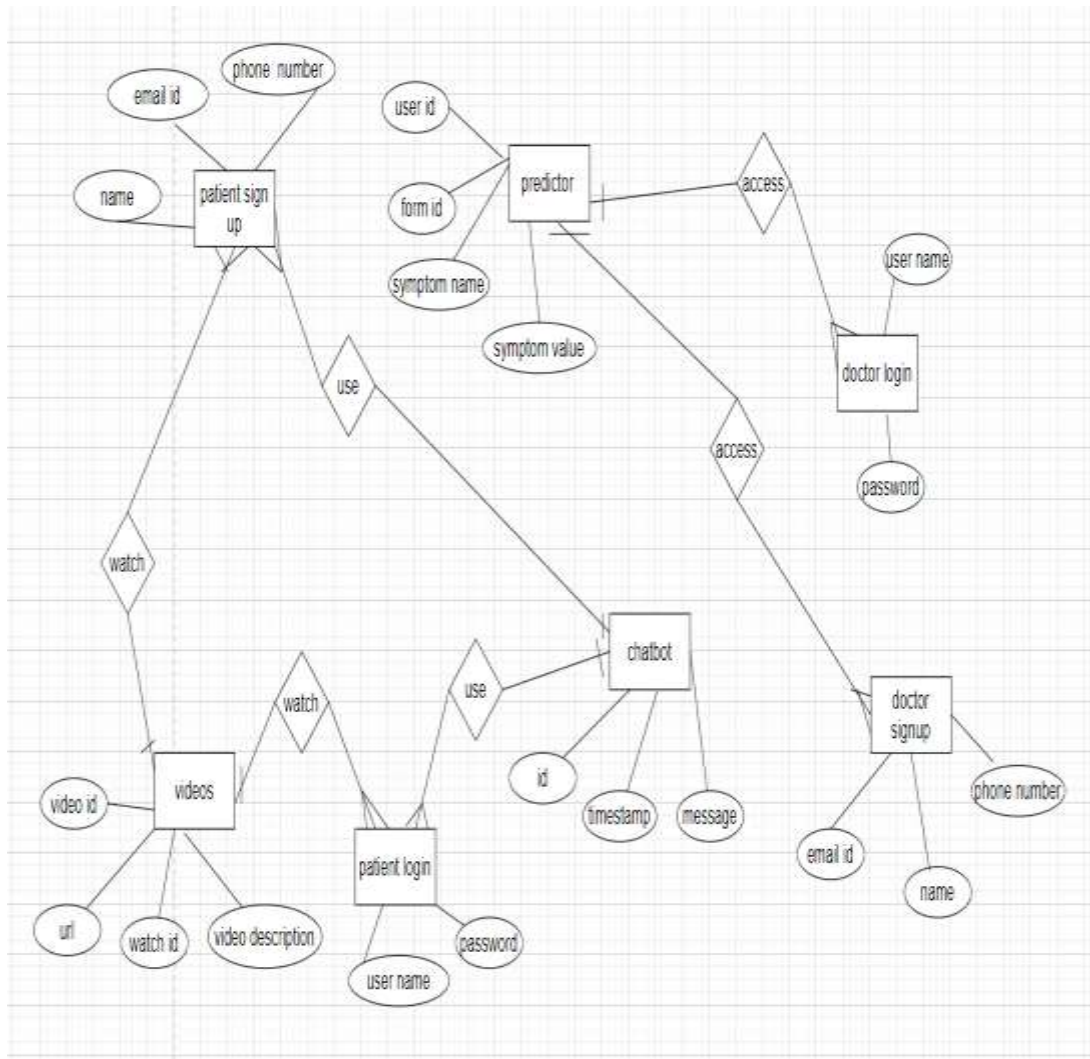 phone number
email id
user id
name
patient sign
up
predictor
access
form id
user name
symptom name
symptom value
use
doctor login
access
password
watch
chatbot
use
watch
doctor
signup
videos
id
phone number
video id
timestamp
message
email id
patient login
name
url
watch id
video description
password
user name